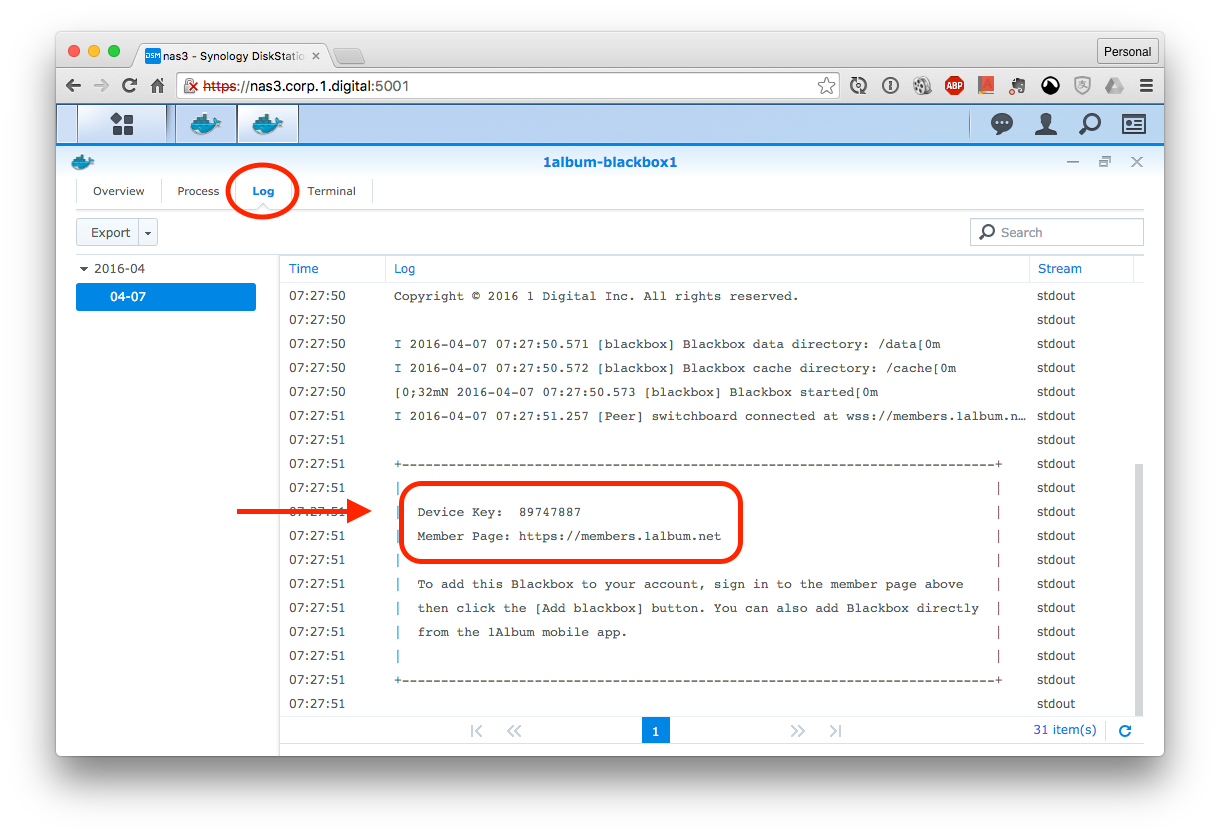 DSM nas3 - Synology DiskStatio
Personal
https://nas3.corp.1.digital:5001
ABP
1album-blackbox1
Overview Process Log Terminal
Export
Search
2016-04
04-07
Time Log Stream
07:27:50 Copyright © 2016 1 Digital Inc. All rights reserved. stdout
07:27:50 stdout
07:27:50 I 2016-04-07 07:27:50.571 [blackbox] Blackbox data directory: /data[0m stdout
07:27:50 I 2016-04-07 07:27:50.572 [blackbox] Blackbox cache directory: /cache[0m stdout
07:27:50 [0;32mN 2016-04-07 07:27:50.573 [blackbox] Blackbox started[0m stdout
07:27:51 I 2016-04-07 07:27:51.257 [Peer] switchboard connected at wss://members.1album.n… stdout
07:27:51 stdout
07:27:51 +----------------------------------------------------------------------------+ stdout
07:27:51 | | stdout
07:27:51 | Device Key: 89747887 | stdout
07:27:51 | Member Page: https://members.1album.net | stdout
07:27:51 | | stdout
07:27:51 | To add this Blackbox to your account, sign in to the member page above | stdout
07:27:51 | then click the [Add blackbox] button. You can also add Blackbox directly | stdout
07:27:51 | from the 1Album mobile app. | stdout
07:27:51 | | stdout
07:27:51 +----------------------------------------------------------------------------+ stdout
07:27:51 stdout
1
31 item(s)